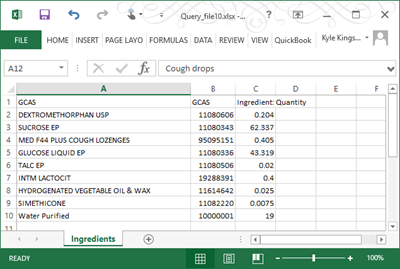 Query_file10.xlsx -...
FILE HOME INSERT PAGE LAYO FORMULAS DATA REVIEW VIEW QuickBook Kyle Kings...
A12 Cough drops
A B C D E F
1 GCAS GCAS Ingredient: Quantity
2 DEXTROMETHORPHAN USP 11080606 0.204
3 SUCROSE EP 11080343 62.337
4 MED F44 PLUS COUGH LOZENGES 95095151 0.405
5 GLUCOSE LIQUID EP 11080336 43.319
6 TALC EP 11080506 0.02
7 INTM LACTOCIT 19288391 0.4
8 HYDROGENATED VEGETABLE OIL & WAX 11614642 0.025
9 SIMETHICONE 11082220 0.0075
10 Water Purified 10000001 19
Ingredients
READY 100%